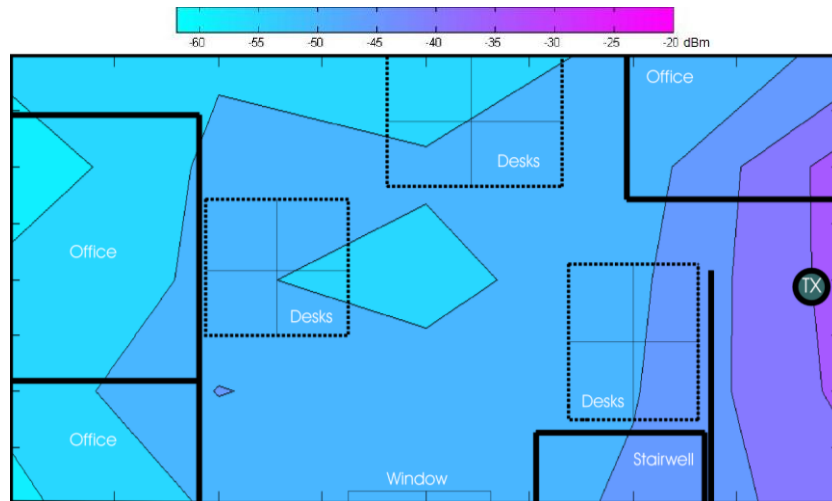 -60 -55 -50 -45 -40 -35 -30 -25 -20 dBm
Office
Desks
TX
Office
Desks
Desks
Office
Stairwell
Window